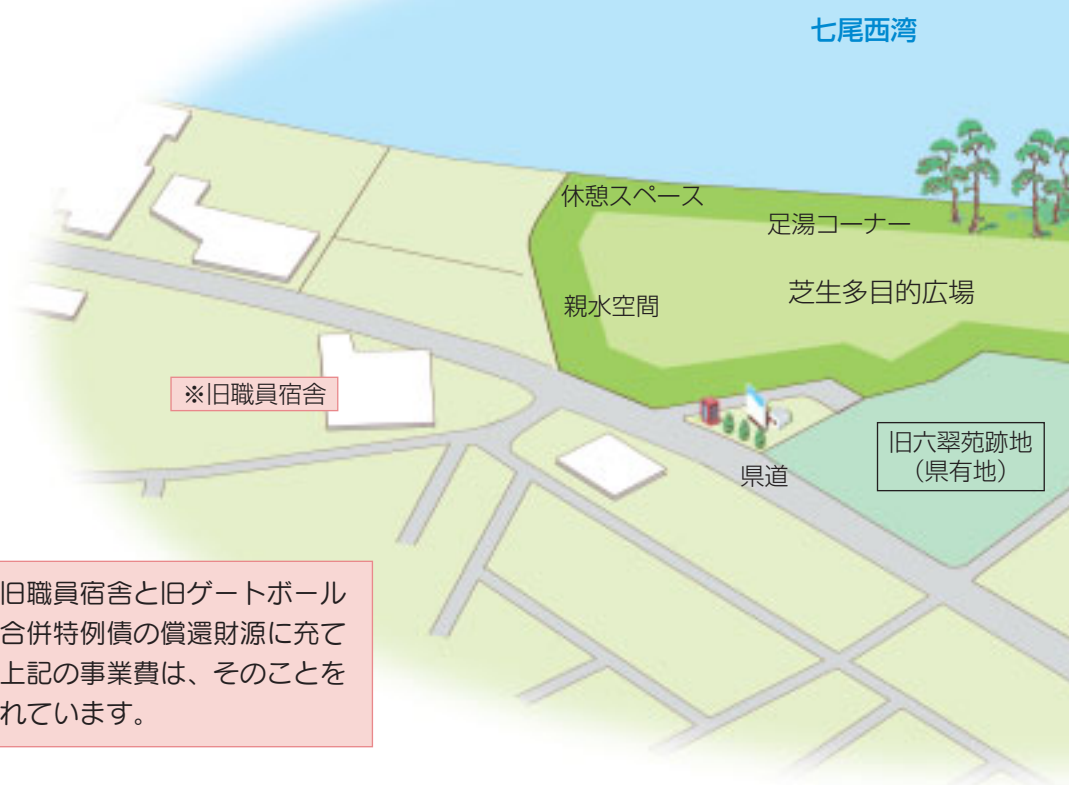 七尾西湾
休憩スペース
足湯コーナー
芝生多目的広場
親水空間
※旧職員宿舎
旧六翠苑跡地
（県有地）
県道
旧職員宿舎と旧ゲートボール
合併特例債の償還財源に充て
上記の事業費は、そのことを
れています。